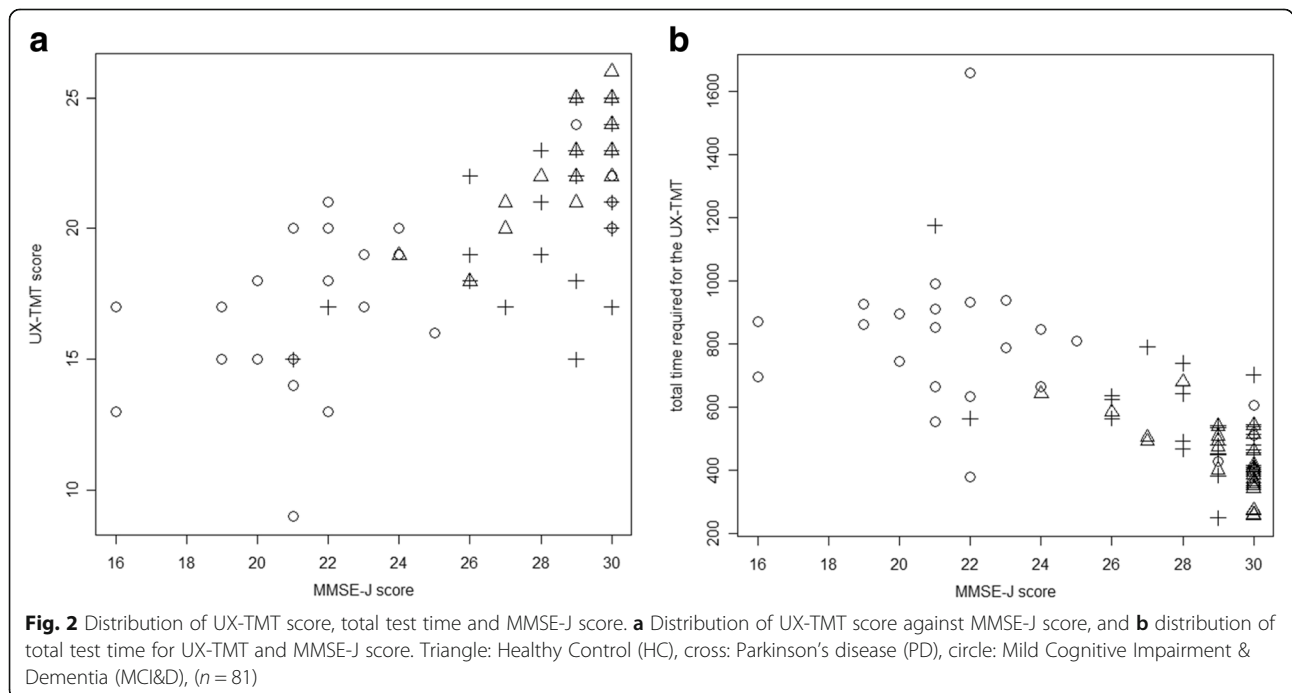 a
25
20
15
10
UX-TMT score
16 18 20 22 24 26 28 30
MMSE-J score
b
1600
1400
1200
1000
800
600
400
200
total time required for the UX-TMT
16 18 20 22 24 26 28 30
MMSE-J score
Fig. 2 Distribution of UX-TMT score, total test time and MMSE-J score. a Distribution of UX-TMT score against MMSE-J score, and b distribution of
total test time for UX-TMT and MMSE-J score. Triangle: Healthy Control (HC), cross: Parkinson's disease (PD), circle: Mild Cognitive Impairment &
Dementia (MCI&D), (n = 81)